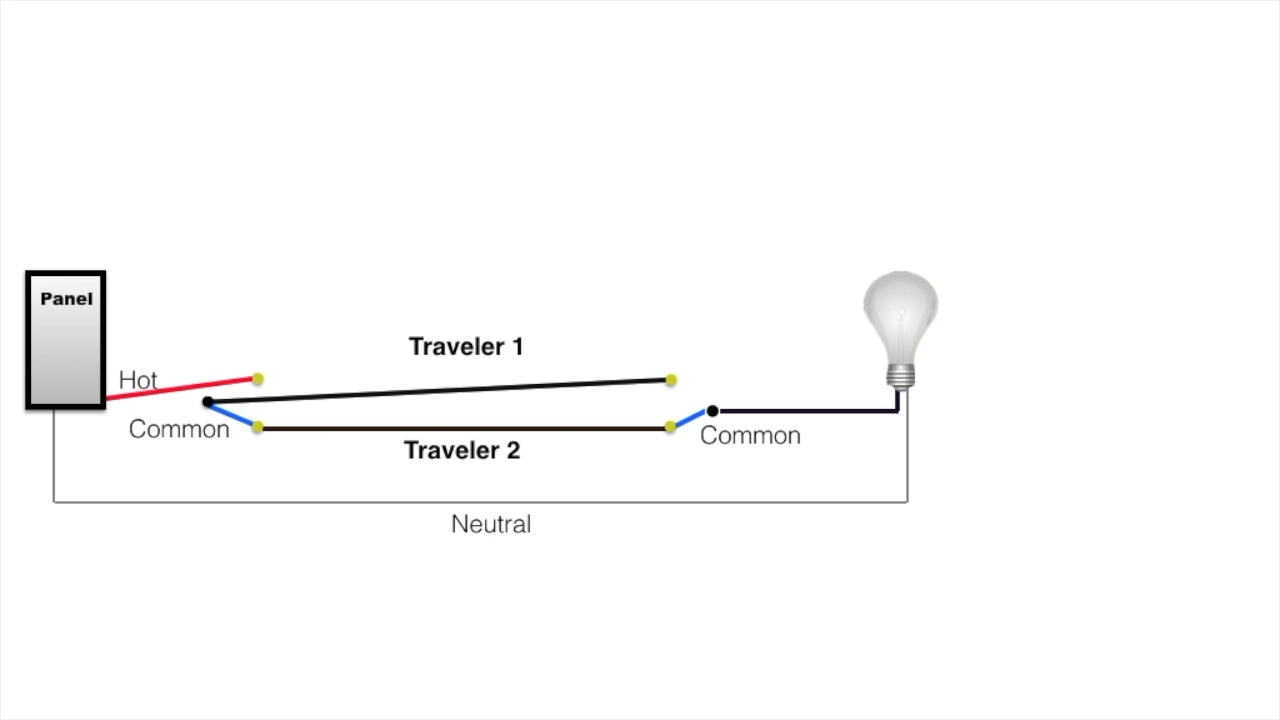 Panel
Traveler 1
Hot
Common
Common
Traveler 2
Neutral